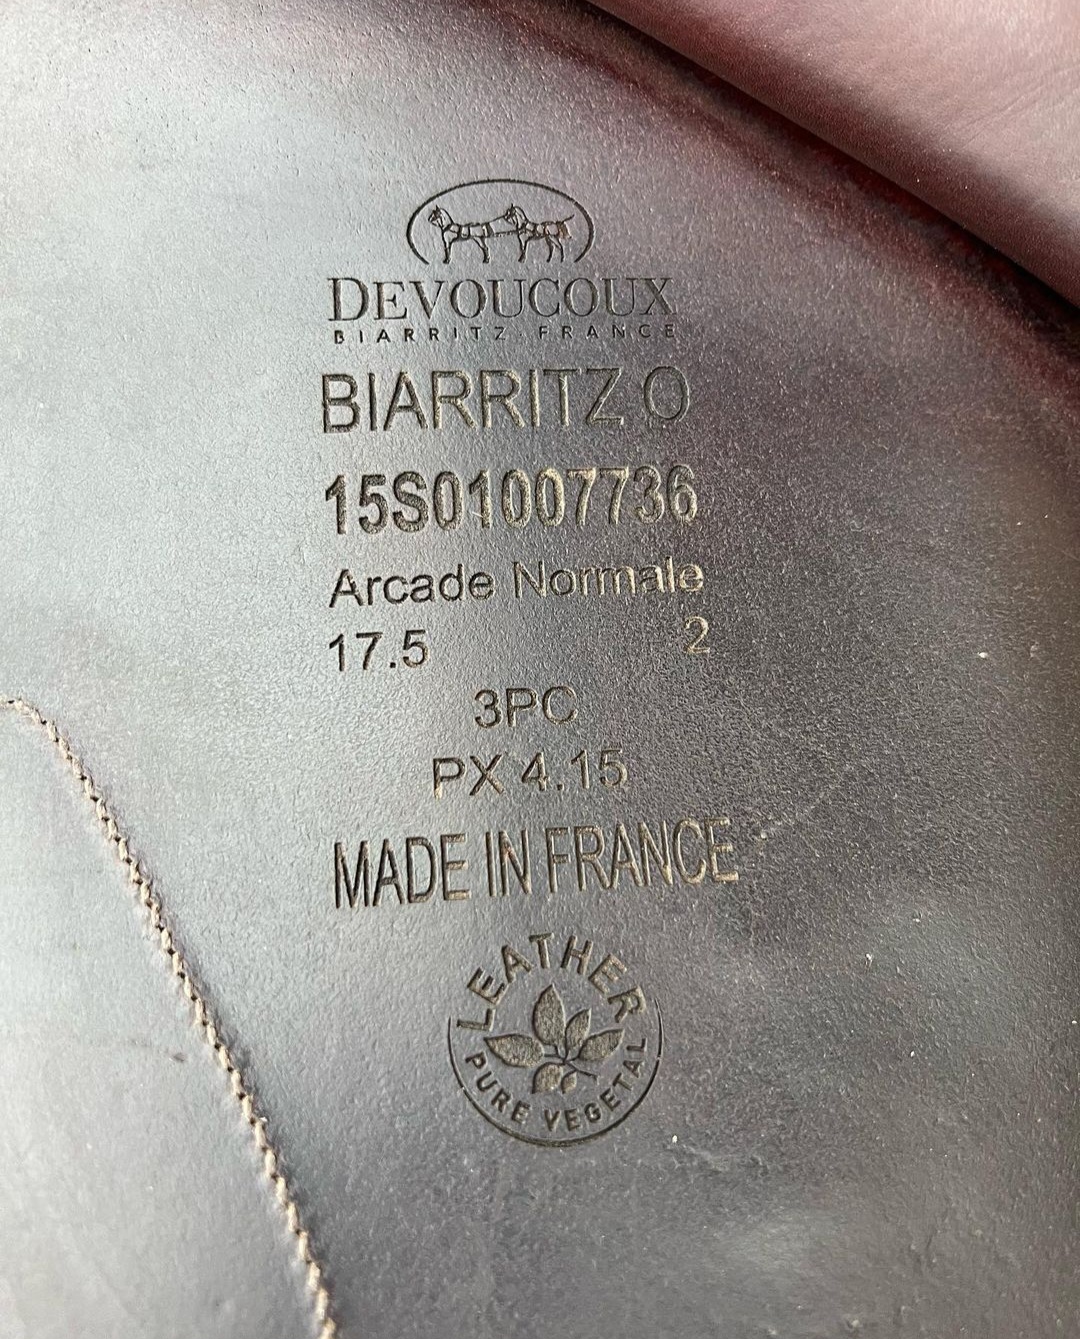 DEVOUCOUX
BIARRITZ · FRANCE
BIARRITZ O
15S01007736
Arcade Normale
17.5 2
3PC
PX 4.15
MADE IN FRANCE
LEATHER
PURE VEGETAL